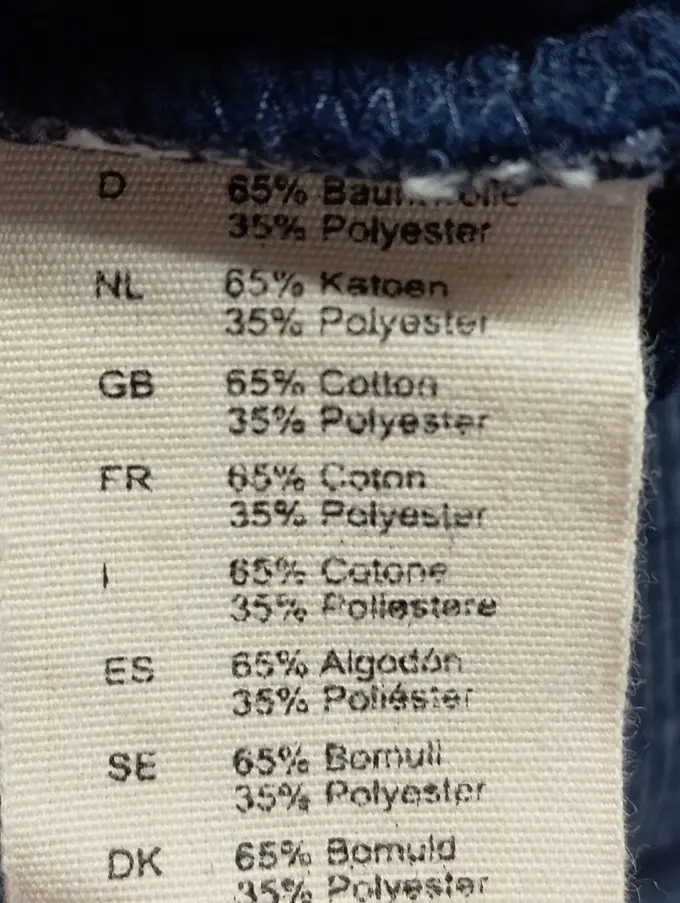 D 65% Baumwolle
35% Polyester
NL 65% Katoen
35% Polyester
GB 65% Cotton
35% Polyester
FR 65% Coton
35% Polyester
I 65% Cotone
35% Poliestere
ES 65% Algodón
35% Poliéster
SE 65% Bomull
35% Polyester
DK 65% Bomuld
35% Polyester